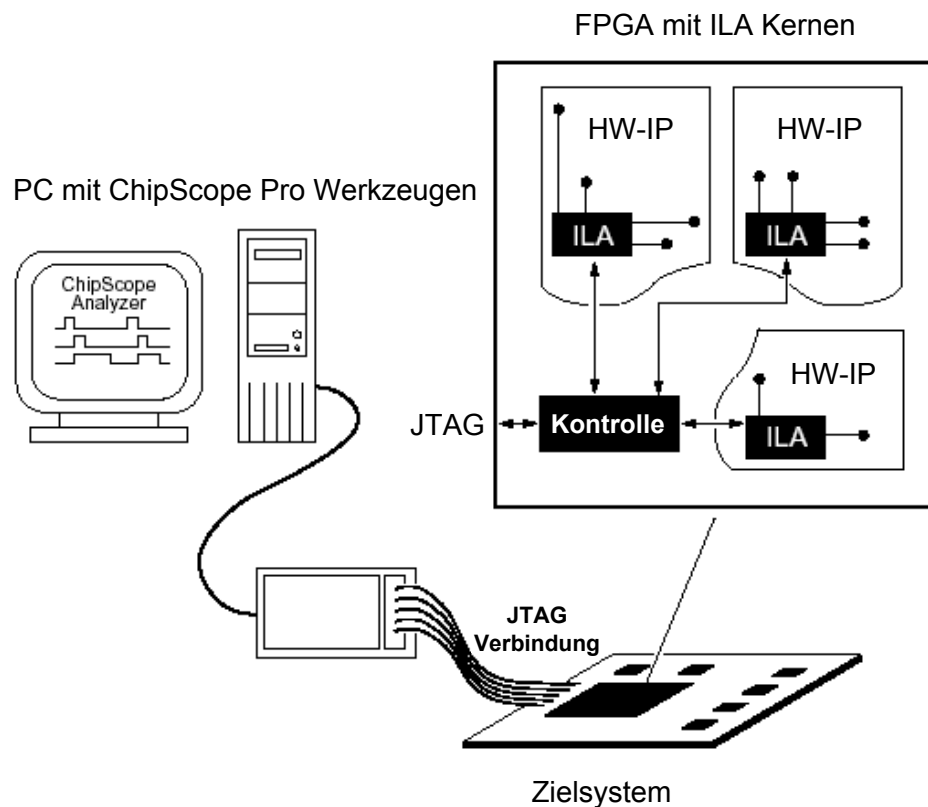 FPGA mit ILA Kernen
HW-IP
HW-IP
PC mit ChipScope Pro Werkzeugen
ILA
ILA
ChipScope
Analyzer
HW-IP
JTAG
Kontrolle
ILA
JTAG
Verbindung
Zielsystem